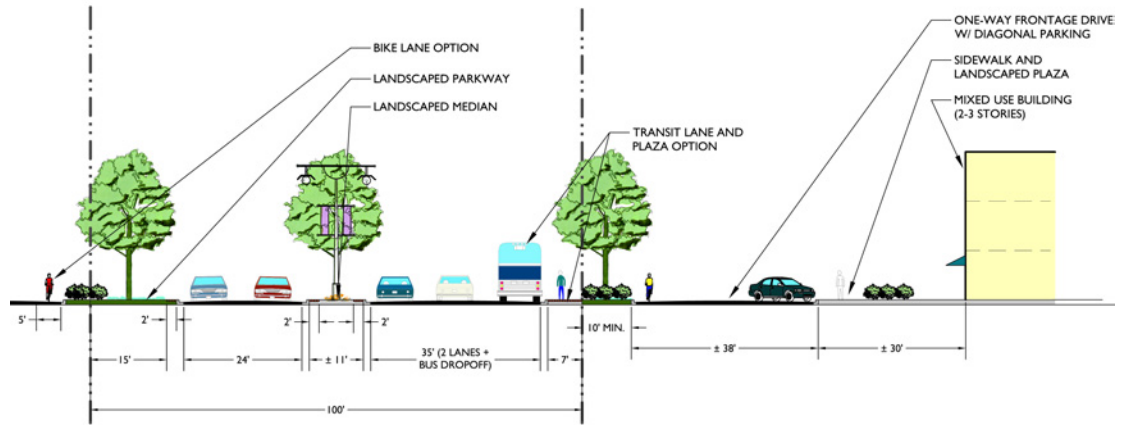 BIKE LANE OPTION
LANDSCAPED PARKWAY
LANDSCAPED MEDIAN
TRANSIT LANE AND
PLAZA OPTION
ONE-WAY FRONTAGE DRIVE
W/ DIAGONAL PARKING
SIDEWALK AND
LANDSCAPED PLAZA
MIXED USE BUILDING
(2-3 STORIES)
5'
2'
2'
2'
10' MIN.
15'
24'
± 11'
35' (2 LANES +
BUS DROPOFF)
7'
± 38'
± 30'
100'